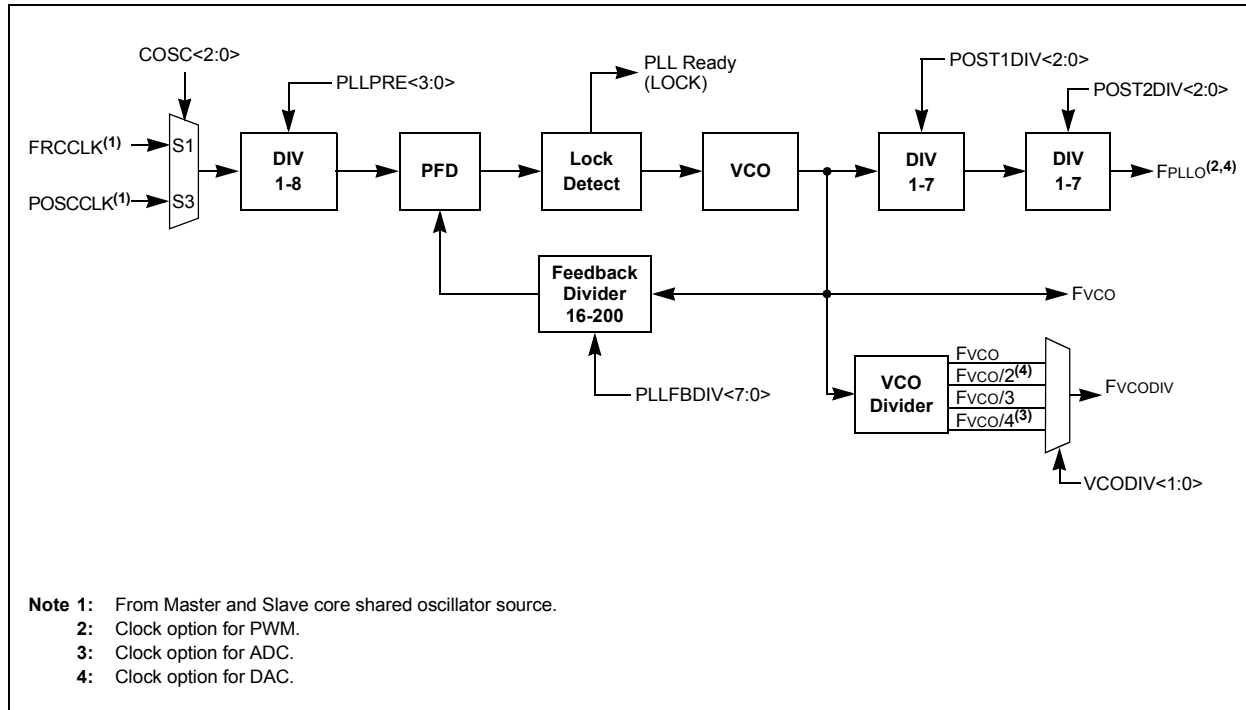 COSC<2:0>
PLLPRE<3:0>
PLL Ready
(LOCK)
POST1DIV<2:0>
POST2DIV<2:0>
FRCCLK(1)
S1
POSCCLK(1)
S3
DIV
1-8
PFD
Lock
Detect
VCO
DIV
1-7
DIV
1-7
FPLLO(2,4)
Feedback
Divider
16-200
FVCO
PLLFBDIV<7:0>
VCO
Divider
FVCO
FVCO/2(4)
FVCO/3
FVCO/4(3)
FVCODIV
VCODIV<1:0>
Note 1: From Master and Slave core shared oscillator source.
2: Clock option for PWM.
3: Clock option for ADC.
4: Clock option for DAC.